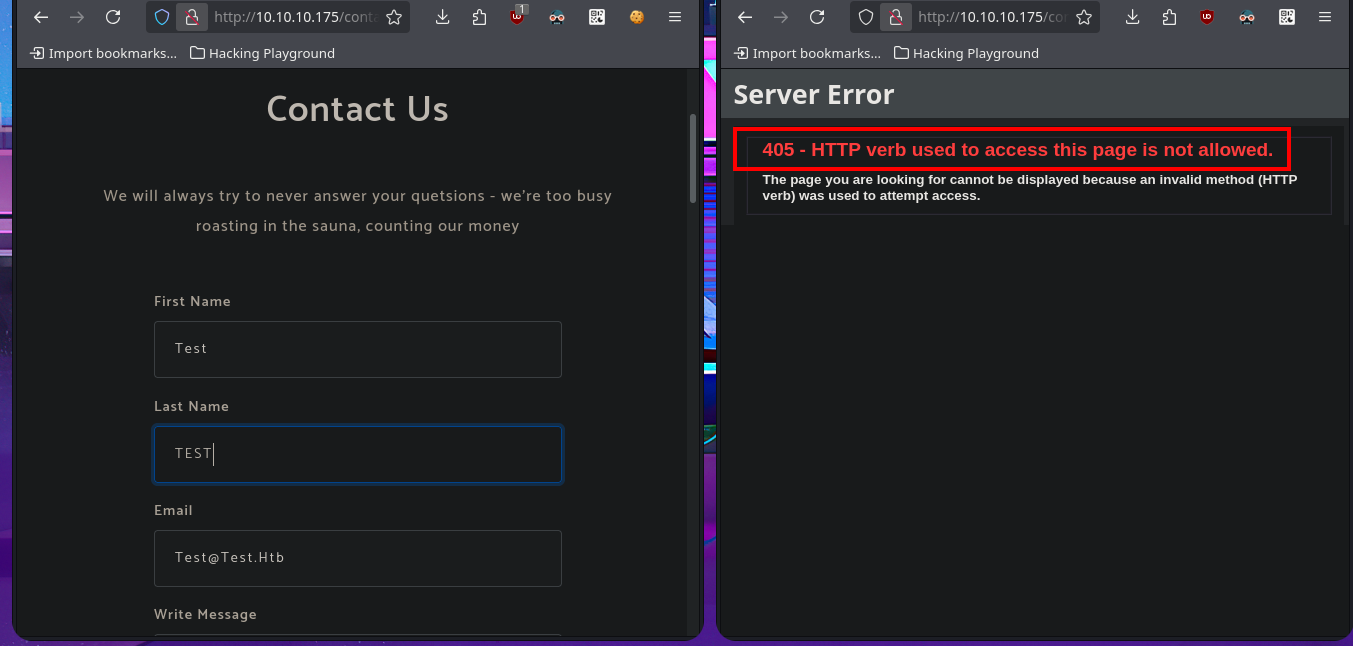 1
http://10.10.10.175/conta
Import bookmarks...
Hacking Playground
Contact Us
We will always try to never answer your quetsions - we're too busy
roasting in the sauna, counting our money
First Name
Test
Last Name
TEST
Email
Test@Test.Htb
Write Message
http://10.10.10.175/co
Import bookmarks...
Hacking Playground
Server Error
405 - HTTP verb used to access this page is not allowed.
The page you are looking for cannot be displayed because an invalid method (HTTP
verb) was used to attempt access.